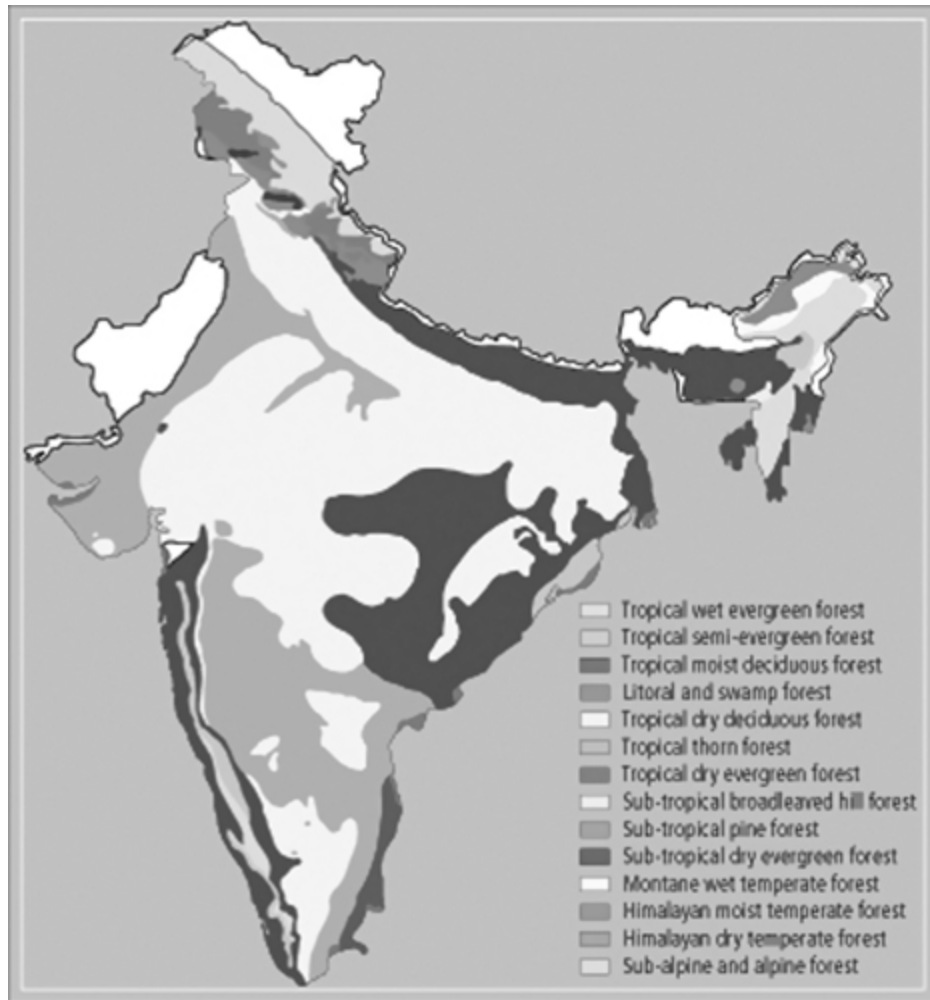 Tropical wet evergreen forest
Tropical semi-evergreen forest
Tropical moist deciduous forest
Litoral and swamp forest
Tropical dry deciduous forest
Tropical thorn forest
Tropical dry evergreen forest
Sub-tropical broadleaved hill forest
Sub-tropical pine forest
Sub-tropical dry evergreen forest
Montane wet temperate forest
Himalayan moist temperate forest
Himalayan dry temperate forest
Sub-alpine and alpine forest